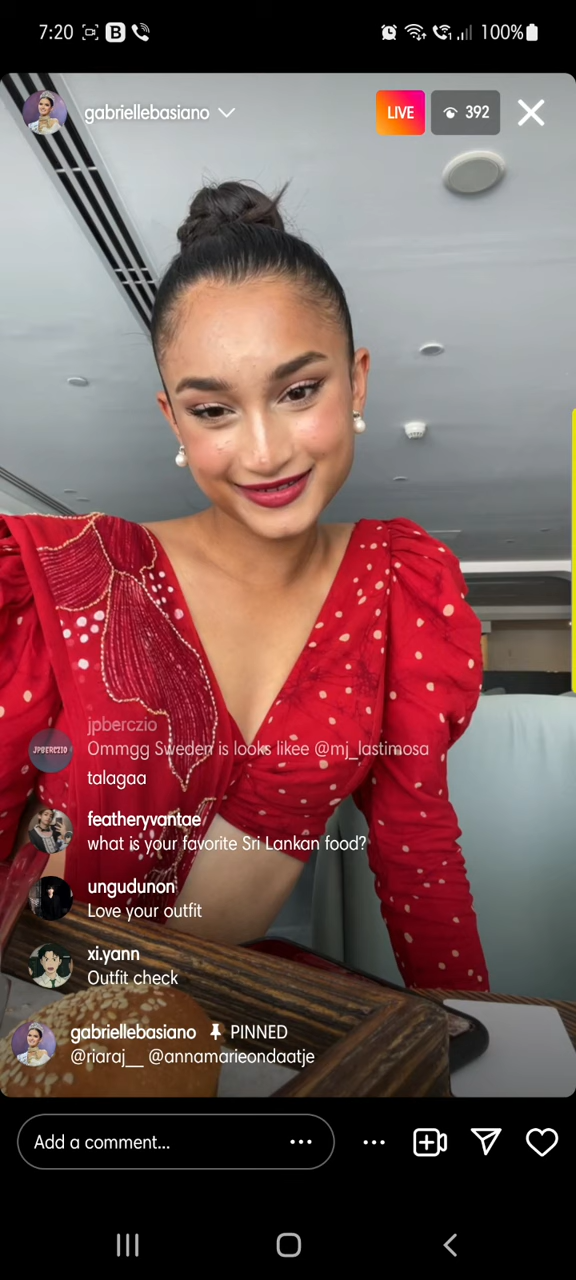 7:20
B
100%
gabriellebasiano
LIVE
392
jpberczio
JPBERCZIO
Ommgg Sweden is looks likee @mj_lastimosa
talagaa
featheryvantae
what is your favorite Sri Lankan food?
ungudunon
Love your outfit
xi.yann
Outfit check
gabriellebasiano PINNED
@riaraj__ @annamarieondaatje
Add a comment...